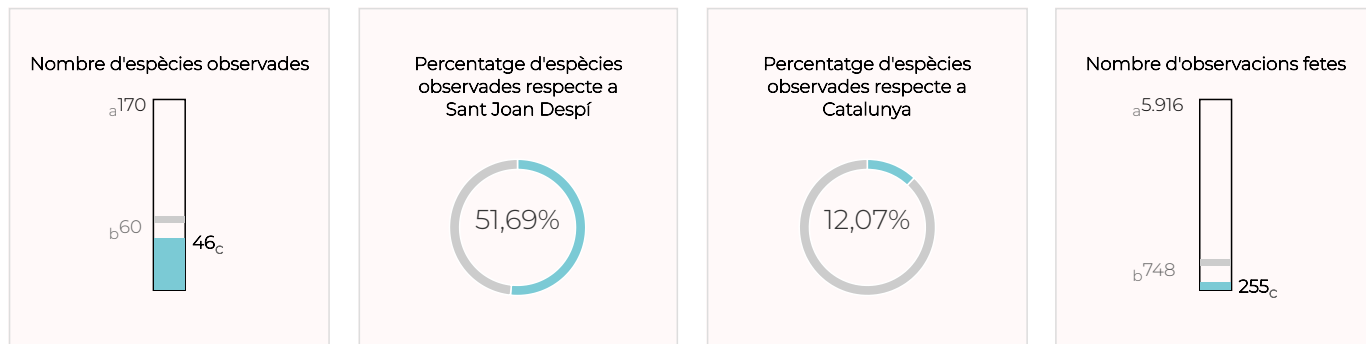 Nombre d'espècies observades
a170
b60
46c
Percentatge d'espècies
observades respecte a
Sant Joan Despí
51,69%
Percentatge d'espècies
observades respecte a
Catalunya
12,07%
Nombre d'observacions fetes
a5.916
b748
255c